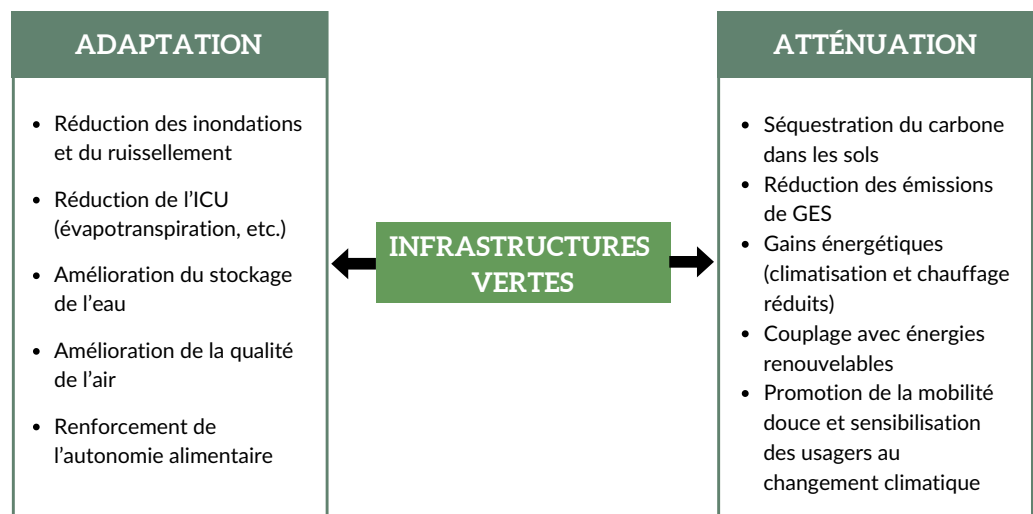 ADAPTATION
• Réduction des inondations
et du ruissellement
• Réduction de l'ICU
(évapotranspiration, etc.)
• Amélioration du stockage
de l'eau
• Amélioration de la qualité
de l'air
• Renforcement de
l'autonomie alimentaire
INFRASTRUCTURES
VERTES
ATTÉNUATION
• Séquestration du carbone
dans les sols
• Réduction des émissions
de GES
• Gains énergétiques
(climatisation et chauffage
réduits)
• Couplage avec énergies
renouvelables
• Promotion de la mobilité
douce et sensibilisation
des usagers au
changement climatique